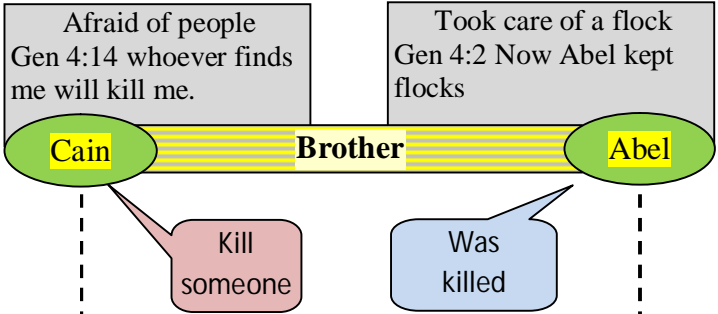 Afraid of people
Gen 4:14 whoever finds
me will kill me.
Took care of a flock
Gen 4:2 Now Abel kept
flocks
Cain
Brother
Abel
Kill
someone
Was
killed